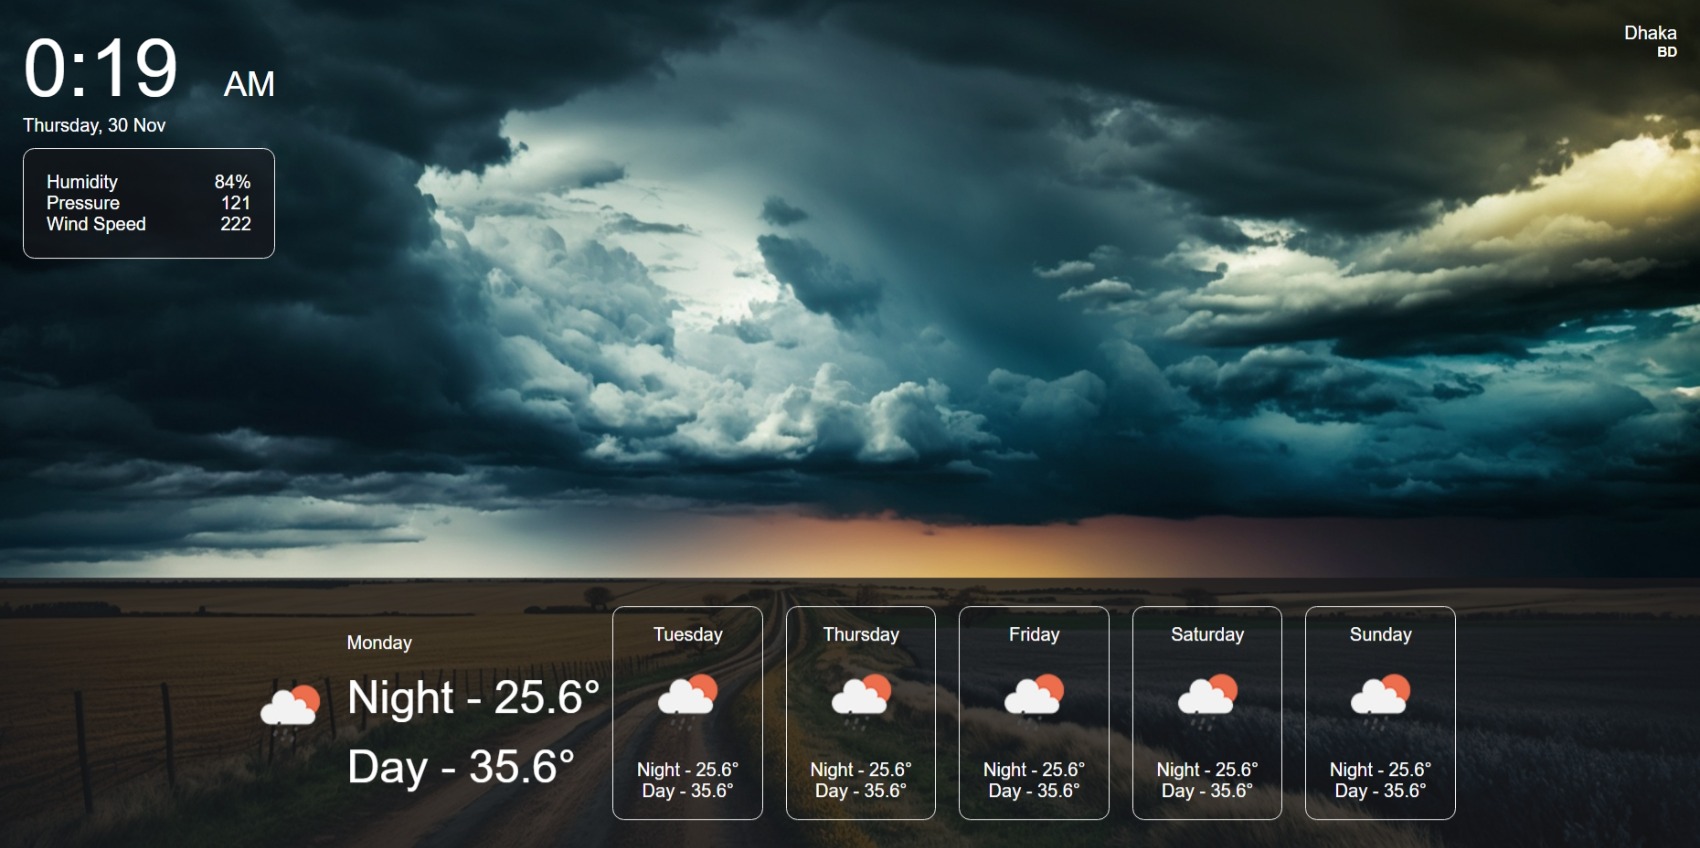 0:19 AM
Thursday, 30 Nov
Humidity 84%
Pressure 121
Wind Speed 222
Dhaka
BD
Monday
Night - 25.6°
Day - 35.6°
Tuesday
Night - 25.6°
Day - 35.6°
Thursday
Night - 25.6°
Day - 35.6°
Friday
Night - 25.6°
Day - 35.6°
Saturday
Night - 25.6°
Day - 35.6°
Sunday
Night - 25.6°
Day - 35.6°